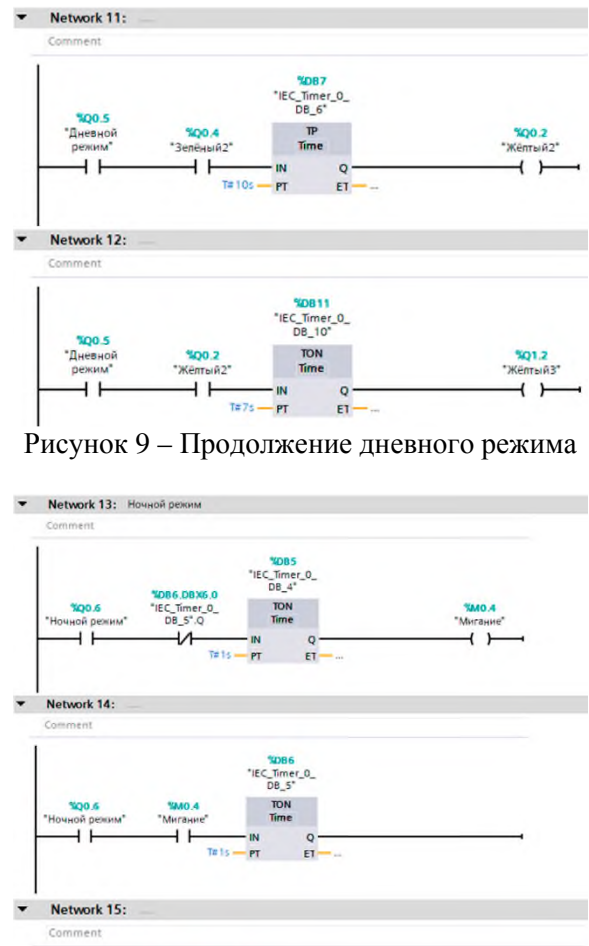 Network 11:
Comment
%DB7
"IEC_Timer_0_
DB_6"
%Q0.5
"Дневной
режим"
%Q0.4
"Зелёный2"
TP
Time
%Q0.2
"Жёлтый2"
IN
Q
T#10s
PT
ET
...
Network 12:
Comment
%DB11
"IEC_Timer_0_
DB_10"
%Q0.5
"Дневной
режим"
%Q0.2
"Жёлтый2"
TON
Time
%Q1.2
"Жёлтый3"
IN
Q
T#7s
PT
ET
...
Рисунок 9 – Продолжение дневного режима
Network 13: Ночной режим
Comment
%DB5
"IEC_Timer_0_
DB_4"
%Q0.6
"Ночной режим"
%DB6.DBX6.0
"IEC_Timer_0_
DB_5".Q
TON
Time
%M0.4
"Мигание"
IN
Q
T#1s
PT
ET
...
Network 14:
Comment
%DB6
"IEC_Timer_0_
DB_5"
%Q0.6
"Ночной режим"
%M0.4
"Мигание"
TON
Time
IN
Q
T#1s
PT
ET
...
Network 15:
Comment